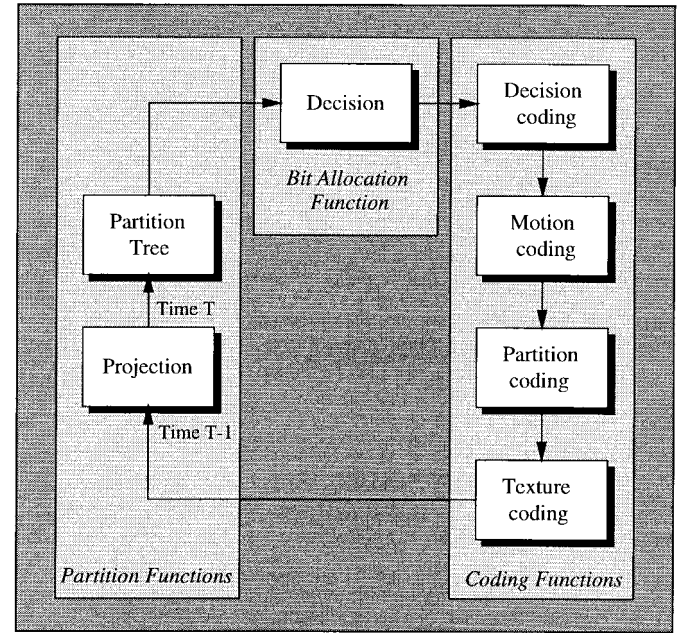 Partition
Tree
Time T
Projection
Time T-1
Partition Functions
Decision
Bit Allocation
Function
Decision
coding
Motion
coding
Partition
coding
Texture
coding
Coding Functions